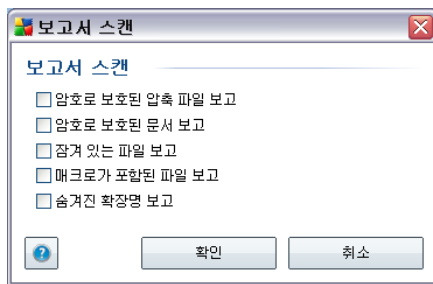 보고서 스캔
보고서 스캔
암호로 보호된 압축 파일 보고
암호로 보호된 문서 보고
잠겨 있는 파일 보고
매크로가 포함된 파일 보고
숨겨진 확장명 보고
확인
취소